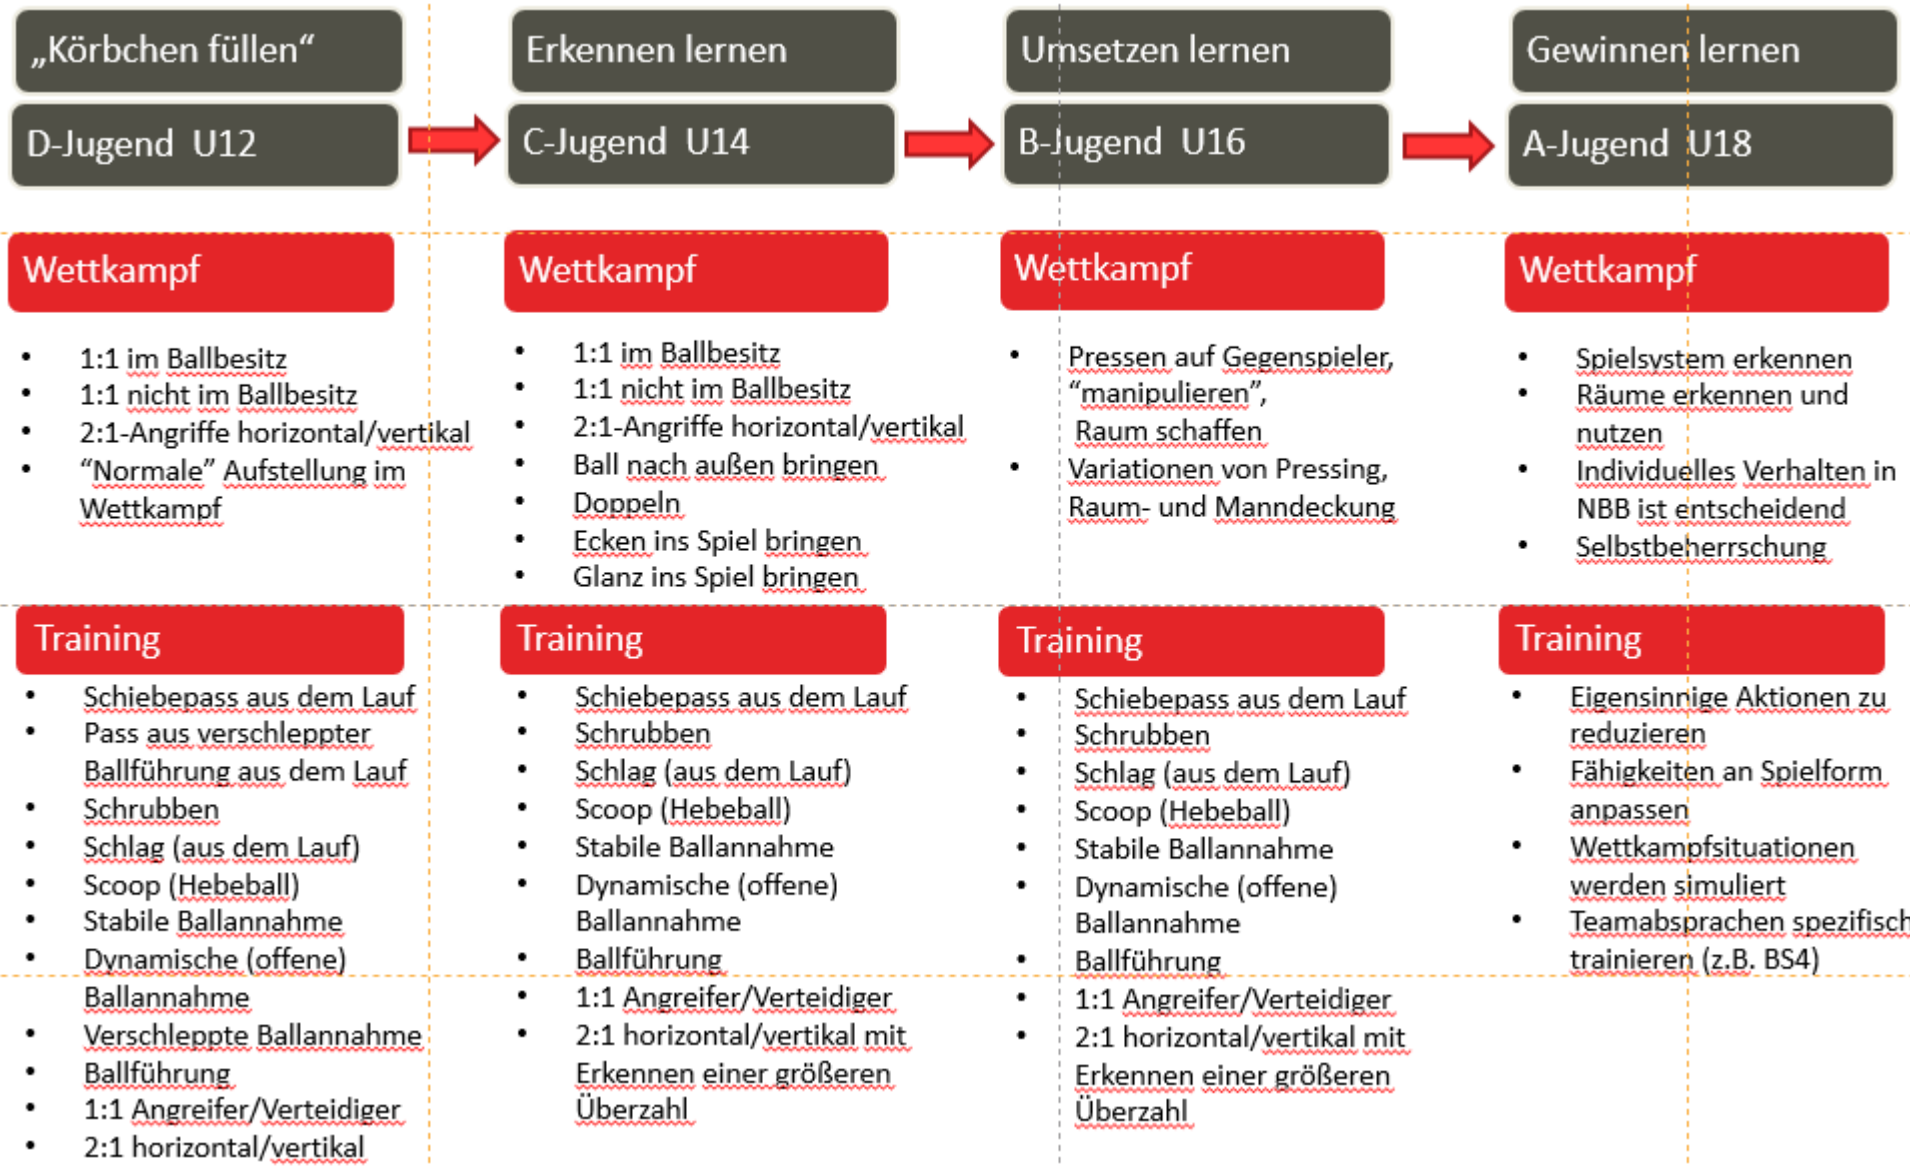 „Körbchen füllen“
D-Jugend U12
Erkennen lernen
C-Jugend U14
Umsetzen lernen
B-Jugend U16
Gewinnen lernen
A-Jugend U18
Wettkampf
1:1 im Ballbesitz
1:1 nicht im Ballbesitz
2:1-Angriffe horizontal/vertikal
“Normale” Aufstellung im
Wettkampf
Wettkampf
1:1 im Ballbesitz
1:1 nicht im Ballbesitz
2:1-Angriffe horizontal/vertikal
Ball nach außen bringen
Doppeln
Ecken ins Spiel bringen
Glanz ins Spiel bringen
Wettkampf
Pressen auf Gegenspieler,
“manipulieren”,
Raum schaffen
Variationen von Pressing,
Raum- und Manndeckung
Wettkampf
Spielsystem erkennen
Räume erkennen und
nutzen
Individuelles Verhalten in
NBB ist entscheidend
Selbstbeherrschung
Training
Schiebepass aus dem Lauf
Pass aus verschleppter
Ballführung aus dem Lauf
Schrubben
Schlag (aus dem Lauf)
Scoop (Hebeball)
Stabile Ballannahme
Dynamische (offene)
Ballannahme
Verschleppte Ballannahme
Ballführung
1:1 Angreifer/Verteidiger
2:1 horizontal/vertikal
Training
Schiebepass aus dem Lauf
Schrubben
Schlag (aus dem Lauf)
Scoop (Hebeball)
Stabile Ballannahme
Dynamische (offene)
Ballannahme
Ballführung
1:1 Angreifer/Verteidiger
2:1 horizontal/vertikal mit
Erkennen einer größeren
Überzahl
Training
Schiebepass aus dem Lauf
Schrubben
Schlag (aus dem Lauf)
Scoop (Hebeball)
Stabile Ballannahme
Dynamische (offene)
Ballannahme
Ballführung
1:1 Angreifer/Verteidiger
2:1 horizontal/vertikal mit
Erkennen einer größeren
Überzahl
Training
Eigensinnige Aktionen zu
reduzieren
Fähigkeiten an Spielform
anpassen
Wettkampfsituationen
werden simuliert
Teamabsprachen spezifisch
trainieren (z.B. BS4)